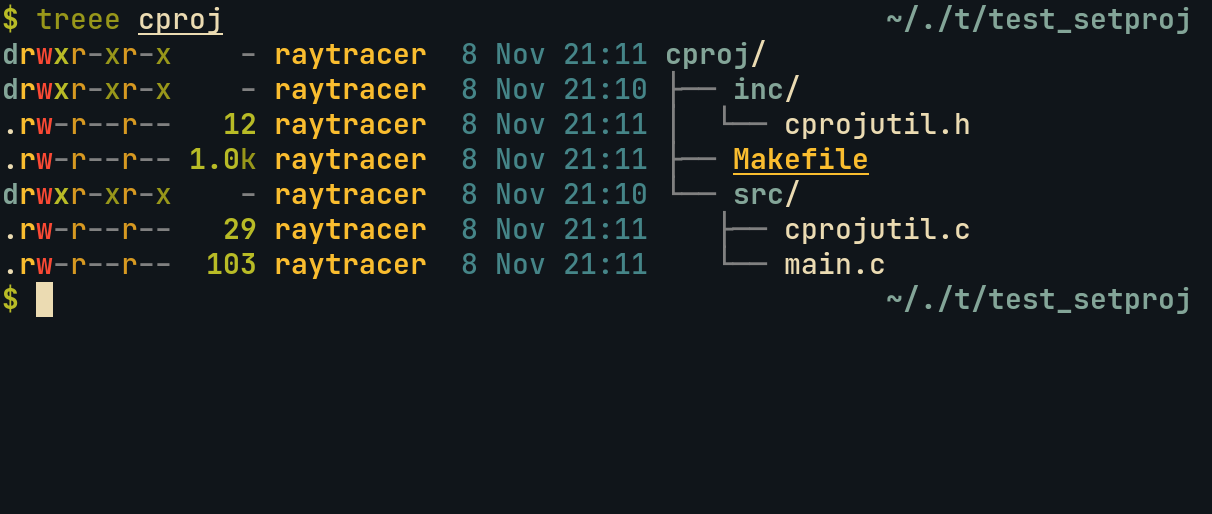 $ treee cproj ~/./t/test_setproj
drwxr-xr-x - raytracer 8 Nov 21:11 cproj/
drwxr-xr-x - raytracer 8 Nov 21:10 ├── inc/
.rw-r--r-- 12 raytracer 8 Nov 21:11 │  └── cprojutil.h
.rw-r--r-- 1.0k raytracer 8 Nov 21:11 ├── Makefile
drwxr-xr-x - raytracer 8 Nov 21:10 └── src/
.rw-r--r-- 29 raytracer 8 Nov 21:11    ├── cprojutil.c
.rw-r--r-- 103 raytracer 8 Nov 21:11    └── main.c
$ ~/./t/test_setproj